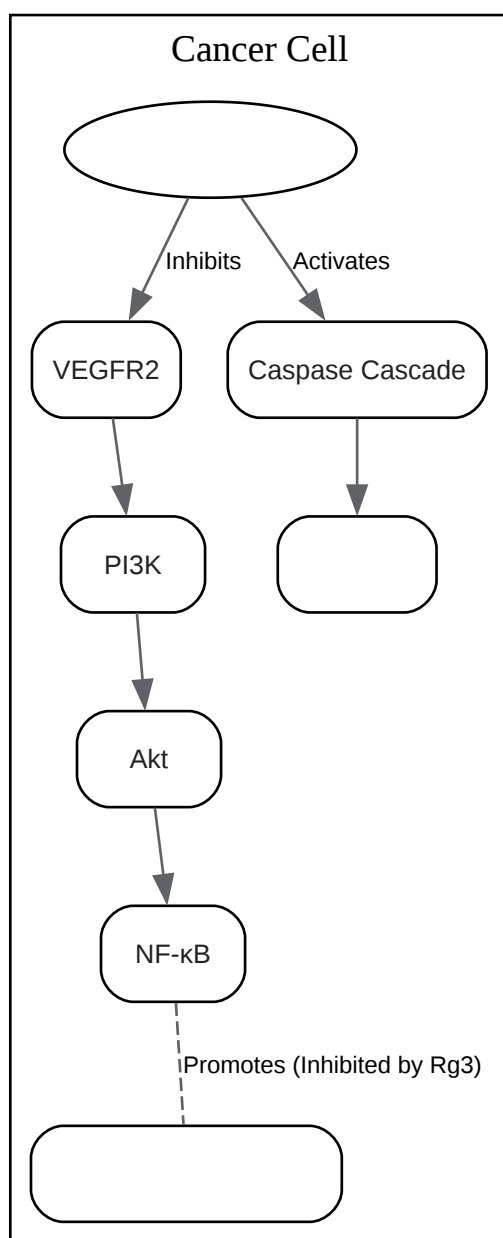 Cancer Cell
Inhibits
Activates
VEGFR2
Caspase Cascade
PI3K
Akt
NF-κB
Promotes (Inhibited by Rg3)